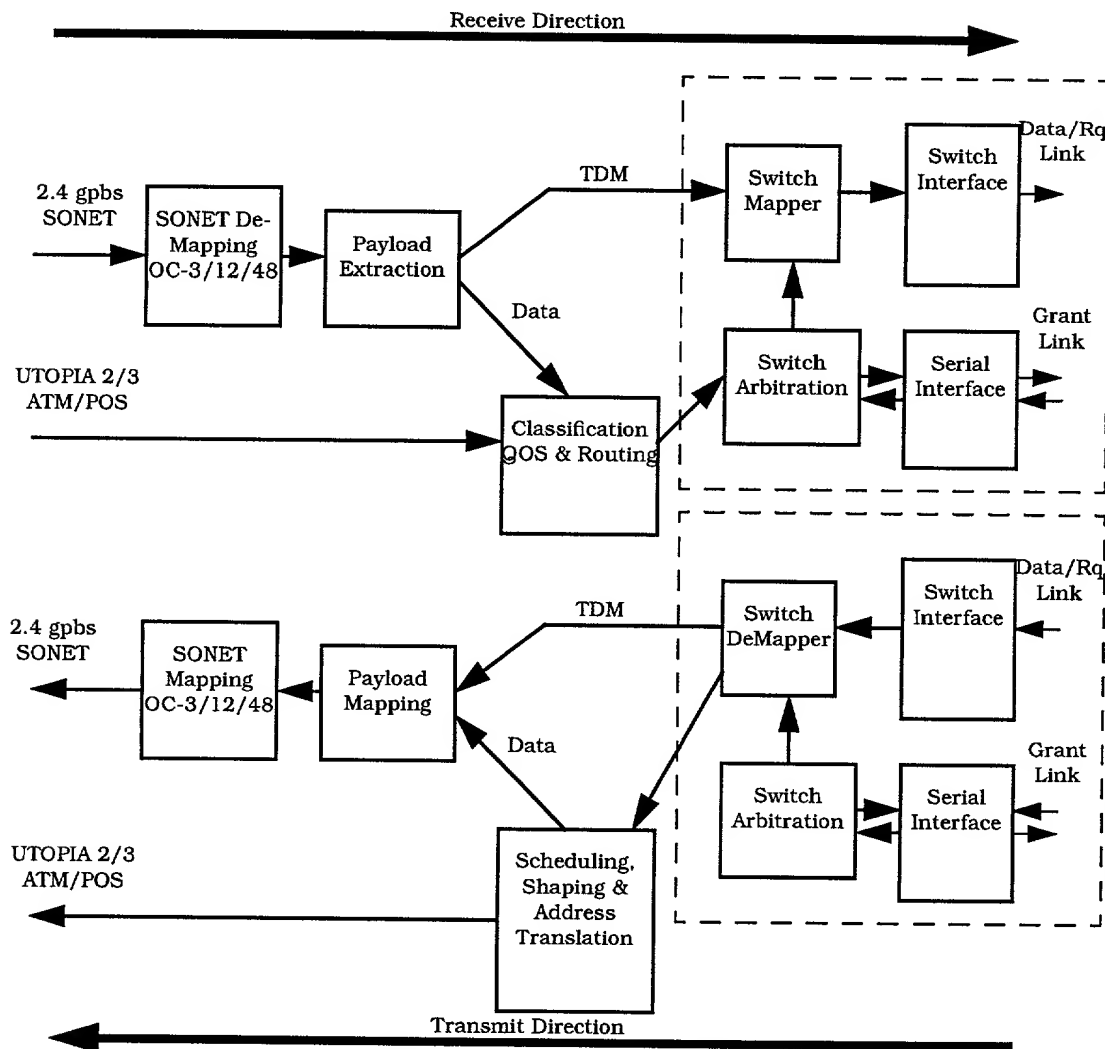 Receive Direction
2.4 gpbs
SONET
SONET De-
Mapping
OC-3/12/48
Payload
Extraction
TDM
Data
Switch
Mapper
Switch
Interface
Data/Rq
Link
UTOPIA 2/3
ATM/POS
Classification
QOS & Routing
Switch
Arbitration
Serial
Interface
Grant
Link
2.4 gpbs
SONET
SONET
Mapping
OC-3/12/48
Payload
Mapping
TDM
Data
Switch
DeMapper
Switch
Interface
Data/Rq
Link
UTOPIA 2/3
ATM/POS
Scheduling,
Shaping &
Address
Translation
Switch
Arbitration
Serial
Interface
Grant
Link
Transmit Direction